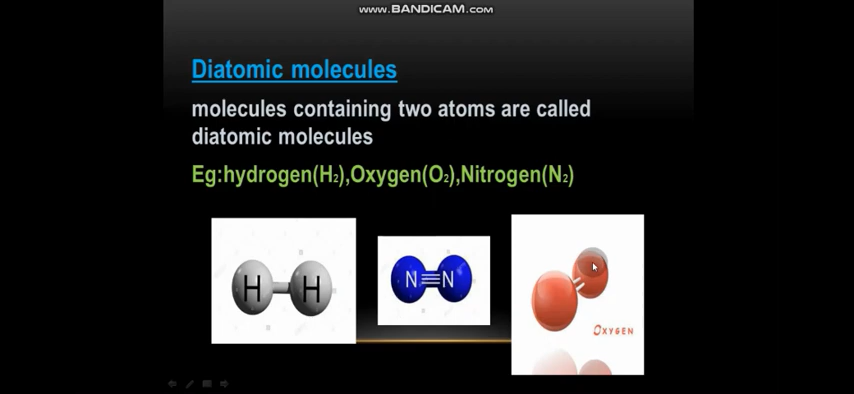 WWW.BANDICAM.COM
Diatomic molecules
molecules containing two atoms are called
diatomic molecules
Eg:hydrogen(H₂),Oxygen(O₂),Nitrogen(N₂)
H H
N≡N
OXYGEN